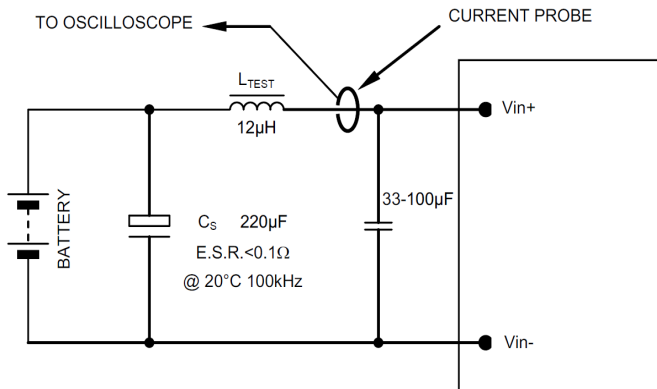 TO OSCILLOSCOPE
CURRENT PROBE
LTEST
12µH
Vin+
33-100µF
BATTERY
CS 220µF
E.S.R.<0.1Ω
@ 20°C 100kHz
Vin-